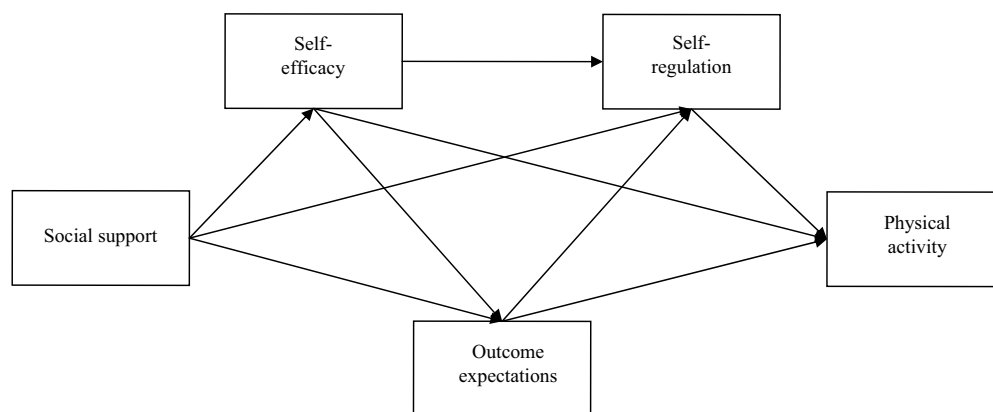 Self-
efficacy
Self-
regulation
Social support
Physical
activity
Outcome
expectations